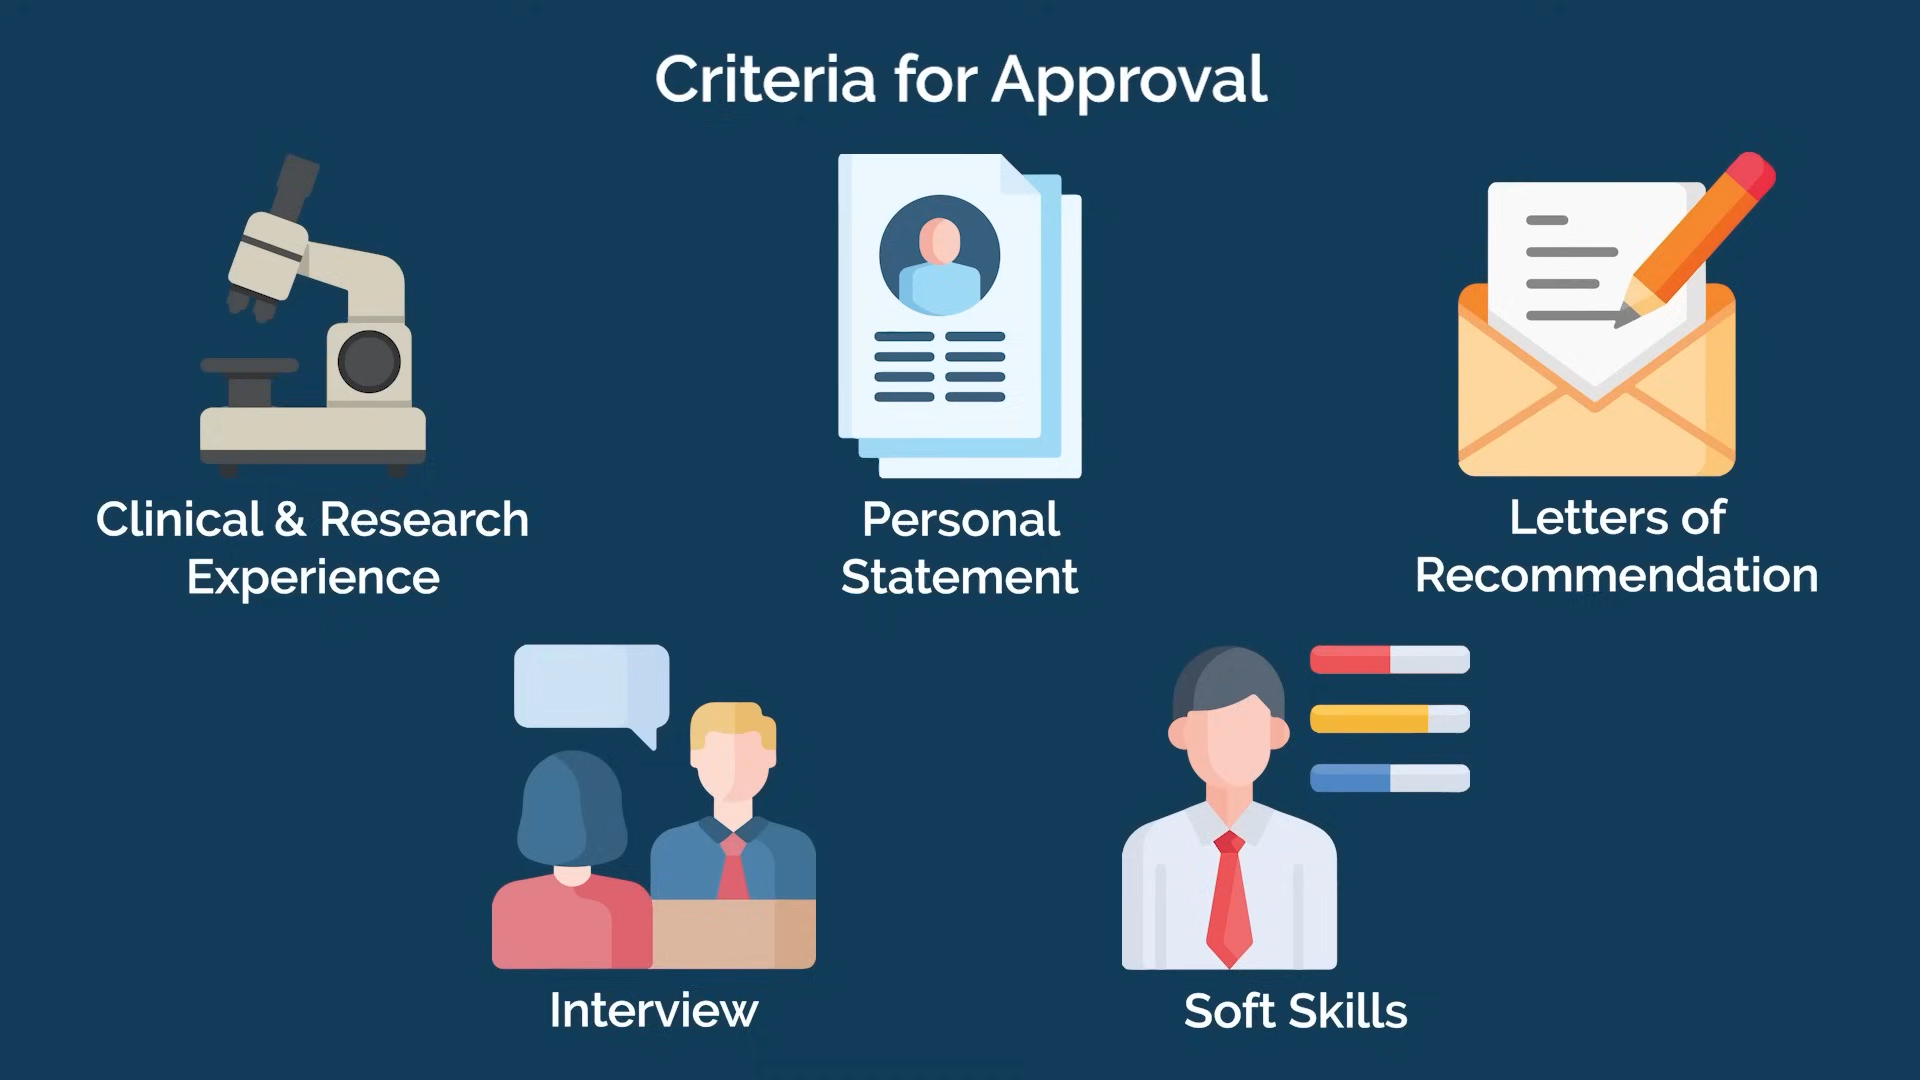 Criteria for Approval
Clinical & Research
Experience
Personal
Statement
Letters of
Recommendation
Interview
Soft Skills